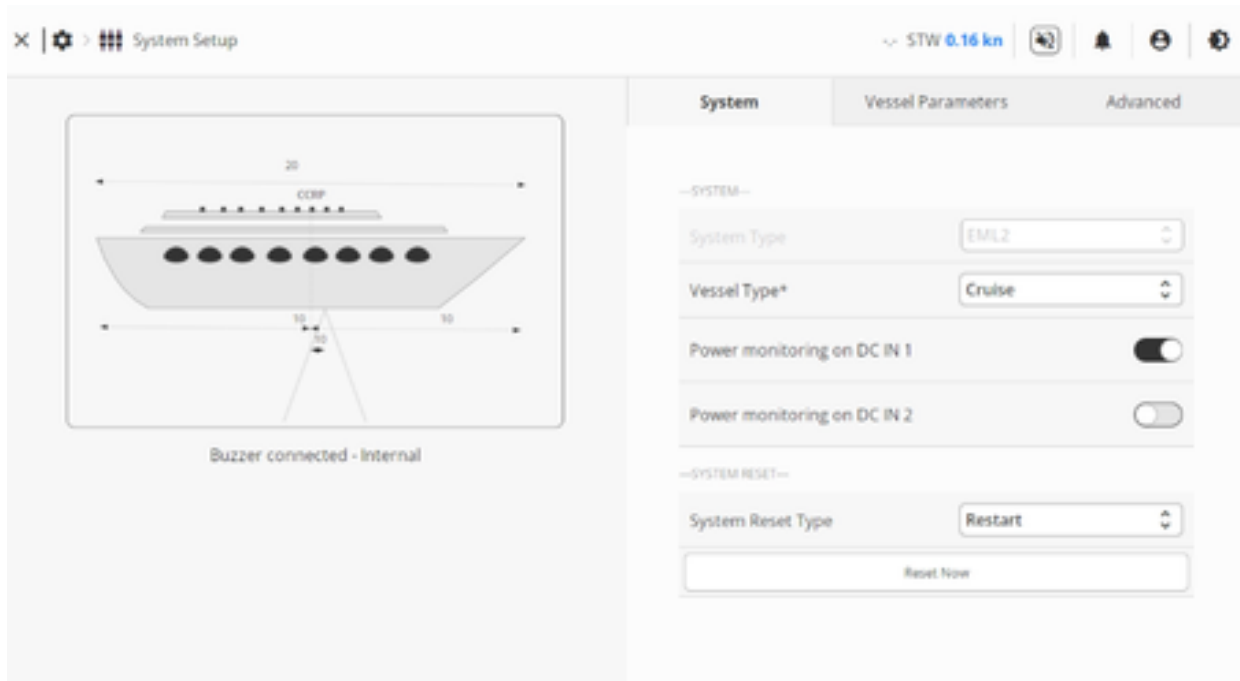 System Setup
-.- STW 0.16 kn
System
Vessel Parameters
Advanced
20
CCRP
10
10
10
Buzzer connected - Internal
—SYSTEM—
System Type
EML2
Vessel Type*
Cruise
Power monitoring on DC IN 1
Power monitoring on DC IN 2
—SYSTEM RESET—
System Reset Type
Restart
Reset Now